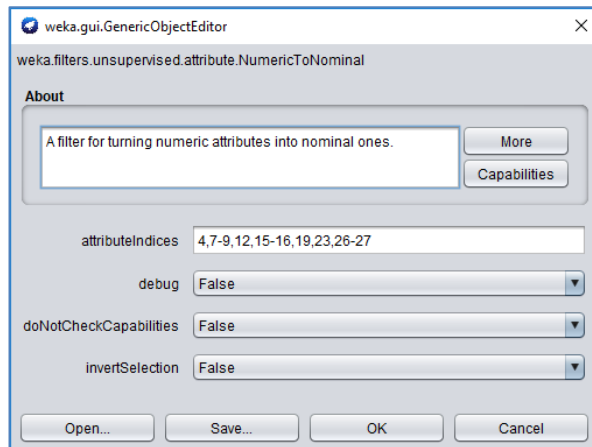 weka.gui.GenericObjectEditor
weka.filters.unsupervised.attribute.NumericToNominal
About
A filter for turning numeric attributes into nominal ones.
More
Capabilities
attributeIndices 4,7-9,12,15-16,19,23,26-27
debug False
doNotCheckCapabilities False
invertSelection False
Open... Save... OK Cancel